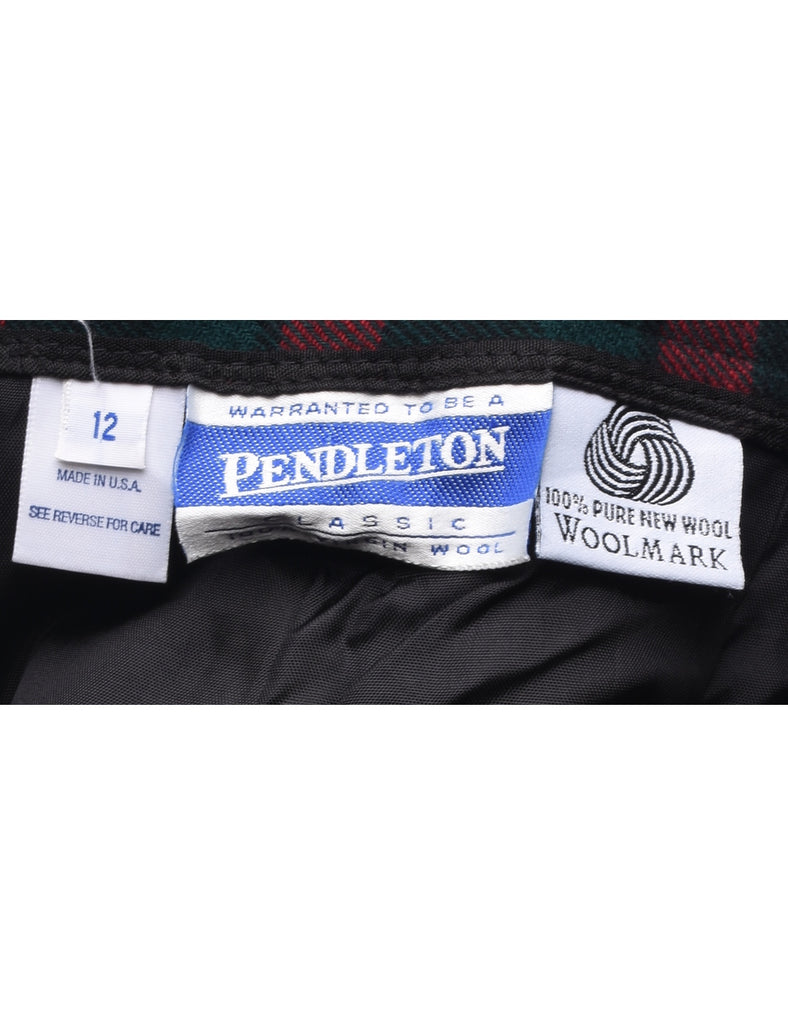 12
MADE IN U.S.A.
SEE REVERSE FOR CARE
WARRANTED TO BE A
PENDLETON
CLASSIC
WOOL
100% PURE NEW WOOL
WOOLMARK